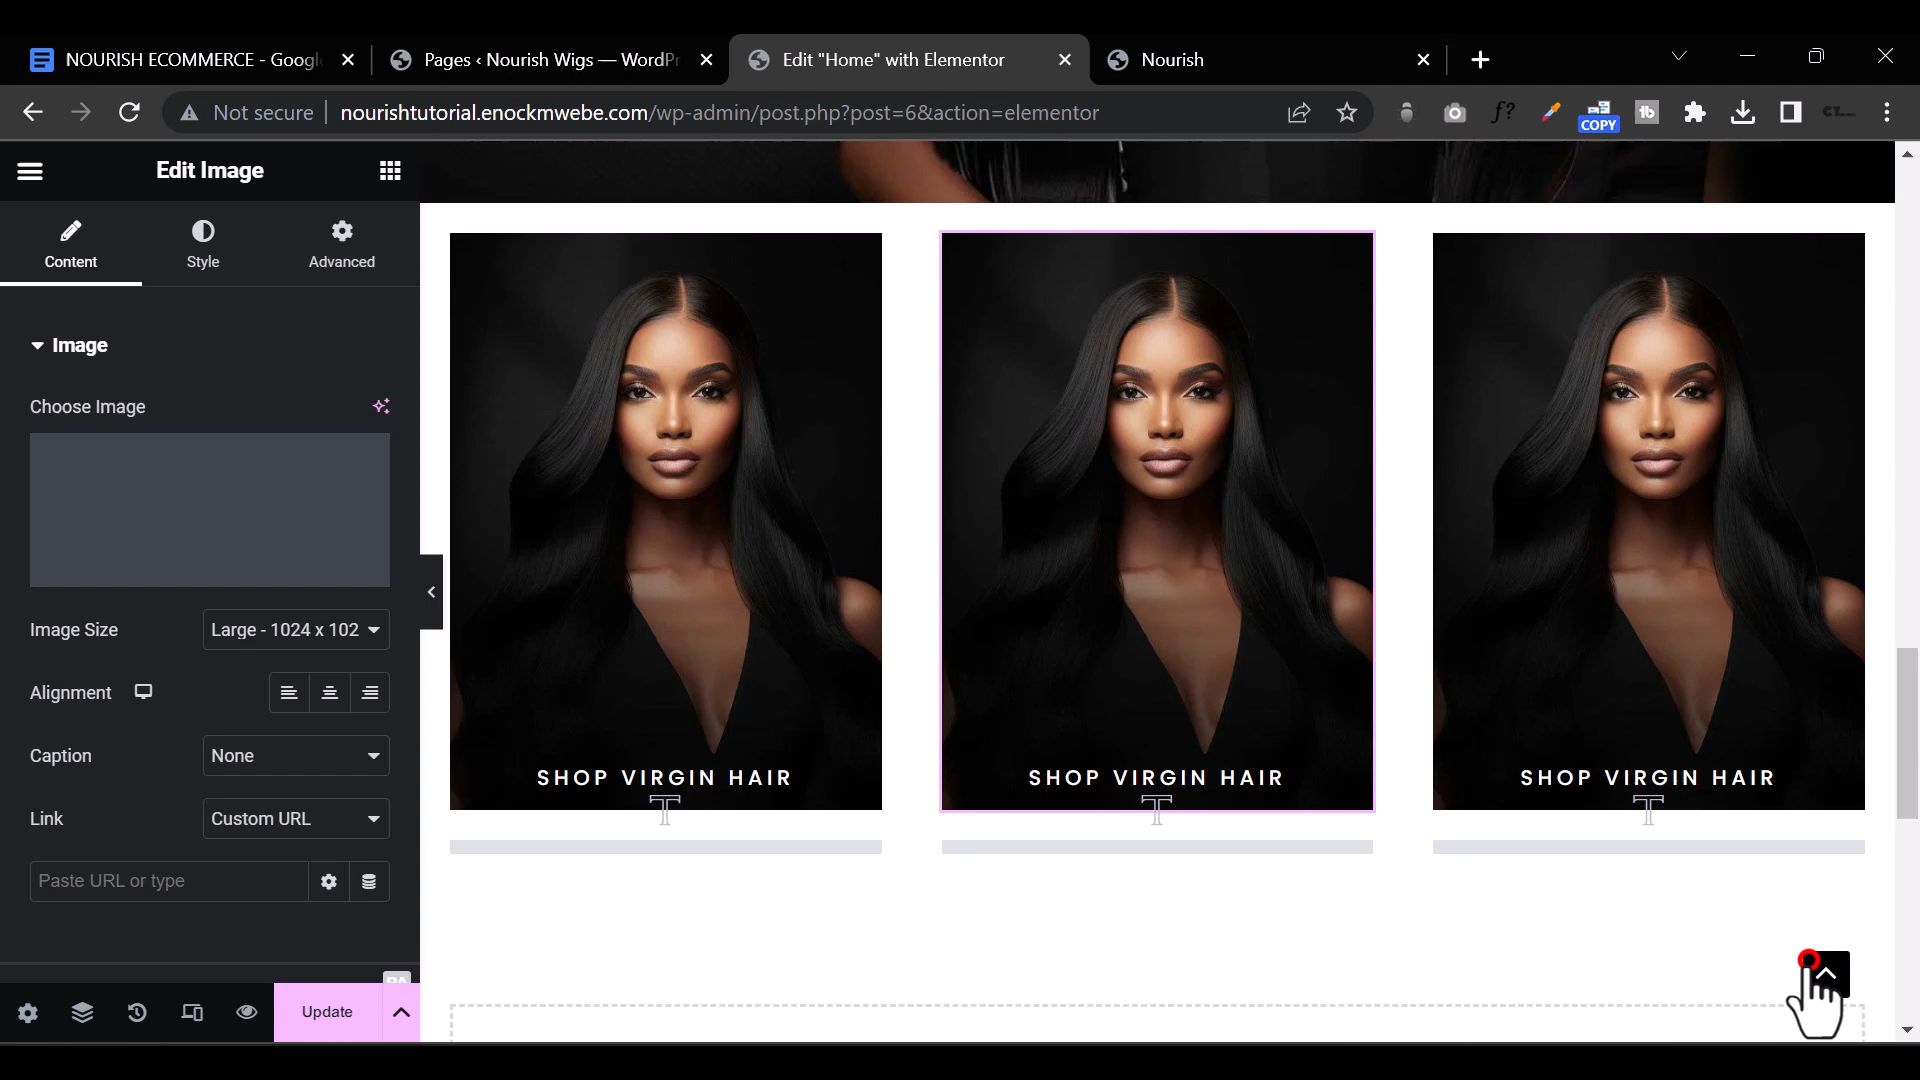 NOURISH ECOMMERCE - Googl
Pages ‹ Nourish Wigs — WordPr
Edit "Home" with Elementor
Nourish
Not secure
nourishtutorial.enockmwebe.com/wp-admin/post.php?post=6&action=elementor
f?
COPY
tb
Edit Image
Content
Style
Advanced
Image
Choose Image
Image Size
Large - 1024 x 102
Alignment
Caption
None
Link
Custom URL
Paste URL or type
Update
SHOP VIRGIN HAIR
SHOP VIRGIN HAIR
SHOP VIRGIN HAIR